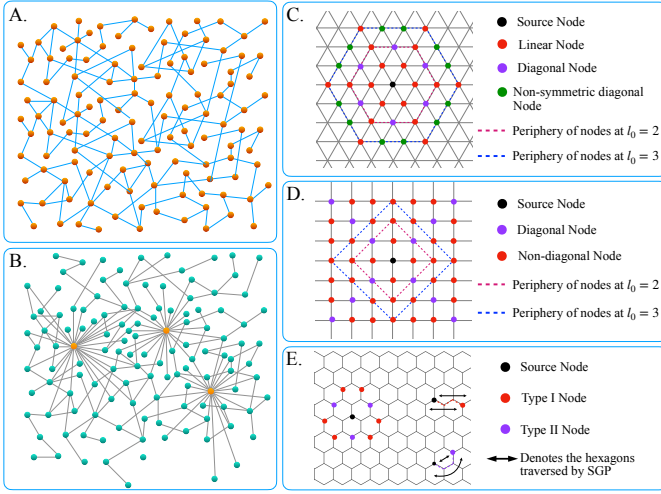 A.
B.
C.
Source Node
Linear Node
Diagonal Node
Non-symmetric diagonal
Node
Periphery of nodes at l₀ = 2
Periphery of nodes at l₀ = 3
D.
Source Node
Diagonal Node
Non-diagonal Node
Periphery of nodes at l₀ = 2
Periphery of nodes at l₀ = 3
E.
Source Node
Type I Node
Type II Node
Denotes the hexagons
traversed by SGP